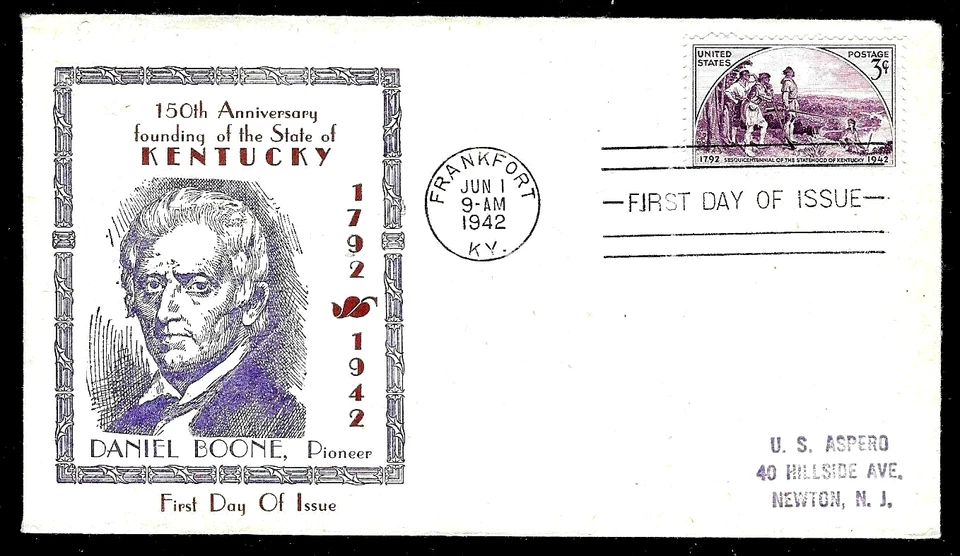 150th Anniversary
founding of the State of
KENTUCKY
1792
1942
DANIEL BOONE, Pioneer
First Day Of Issue
FRANKFORT
JUN 1
9-AM
1942
KY.
UNITED STATES
POSTAGE
3¢
1792 SESQUICENTENNIAL OF THE STATEHOOD OF KENTUCKY 1942
FIRST DAY OF ISSUE
U. S. ASPERO
40 HILLSIDE AVE.
NEWTON, N. J.